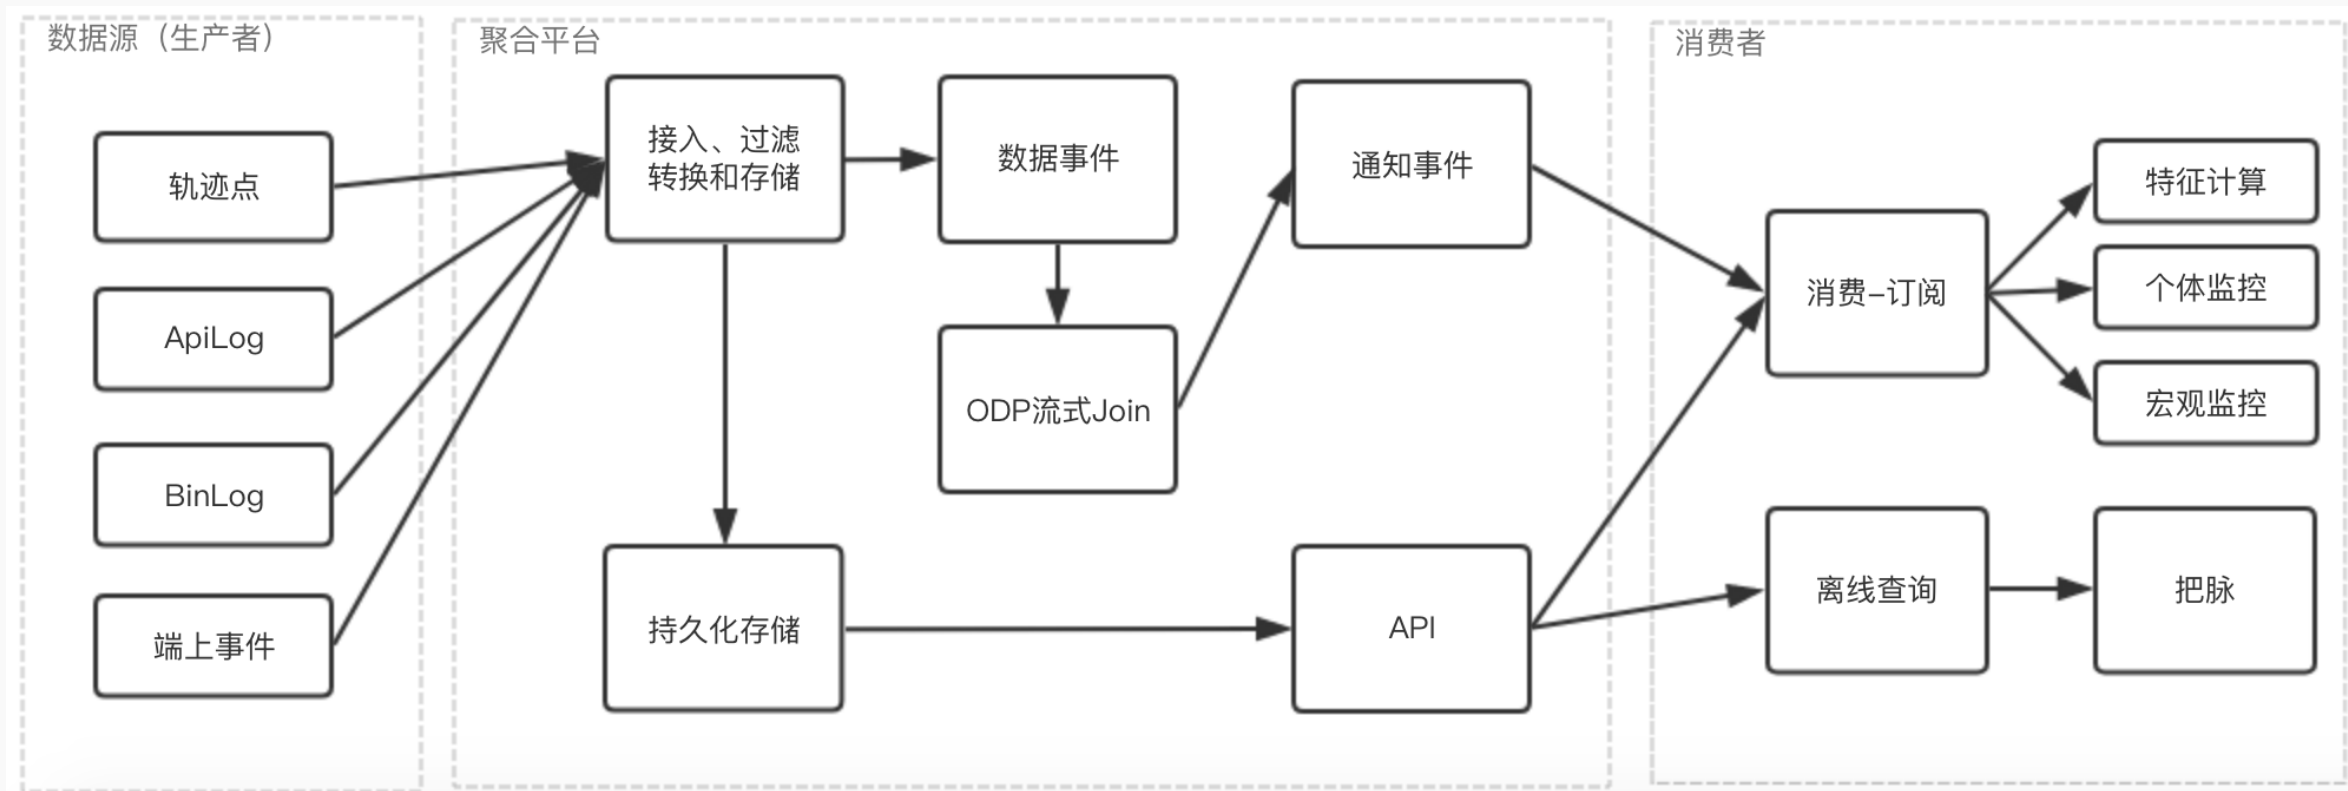 数据源（生产者）
轨迹点
ApiLog
BinLog
端上事件
聚合平台
接入、过滤
转换和存储
数据事件
通知事件
ODP流式Join
持久化存储
API
消费者
消费-订阅
特征计算
个体监控
宏观监控
离线查询
把脉